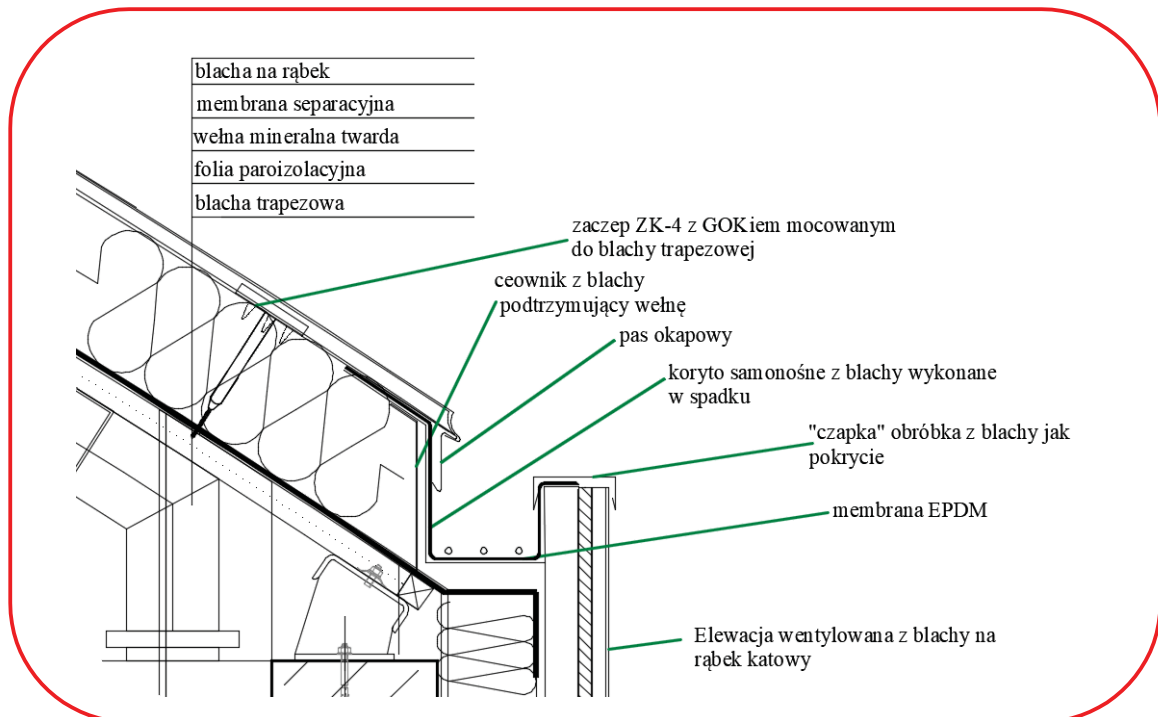 blacha na rąbek
membrana separacyjna
wełna mineralna twarda
folia paroizolacyjna
blacha trapezowa
zaczep ZK-4 z GOKiem mocowanym
do blachy trapezowej
ceownik z blachy
podtrzymujący wełnę
pas okapowy
koryto samonośne z blachy wykonane
w spadku
"czapka" obróbka z blachy jak
pokrycie
membrana EPDM
Elewacja wentylowana z blachy na
rąbek katowy